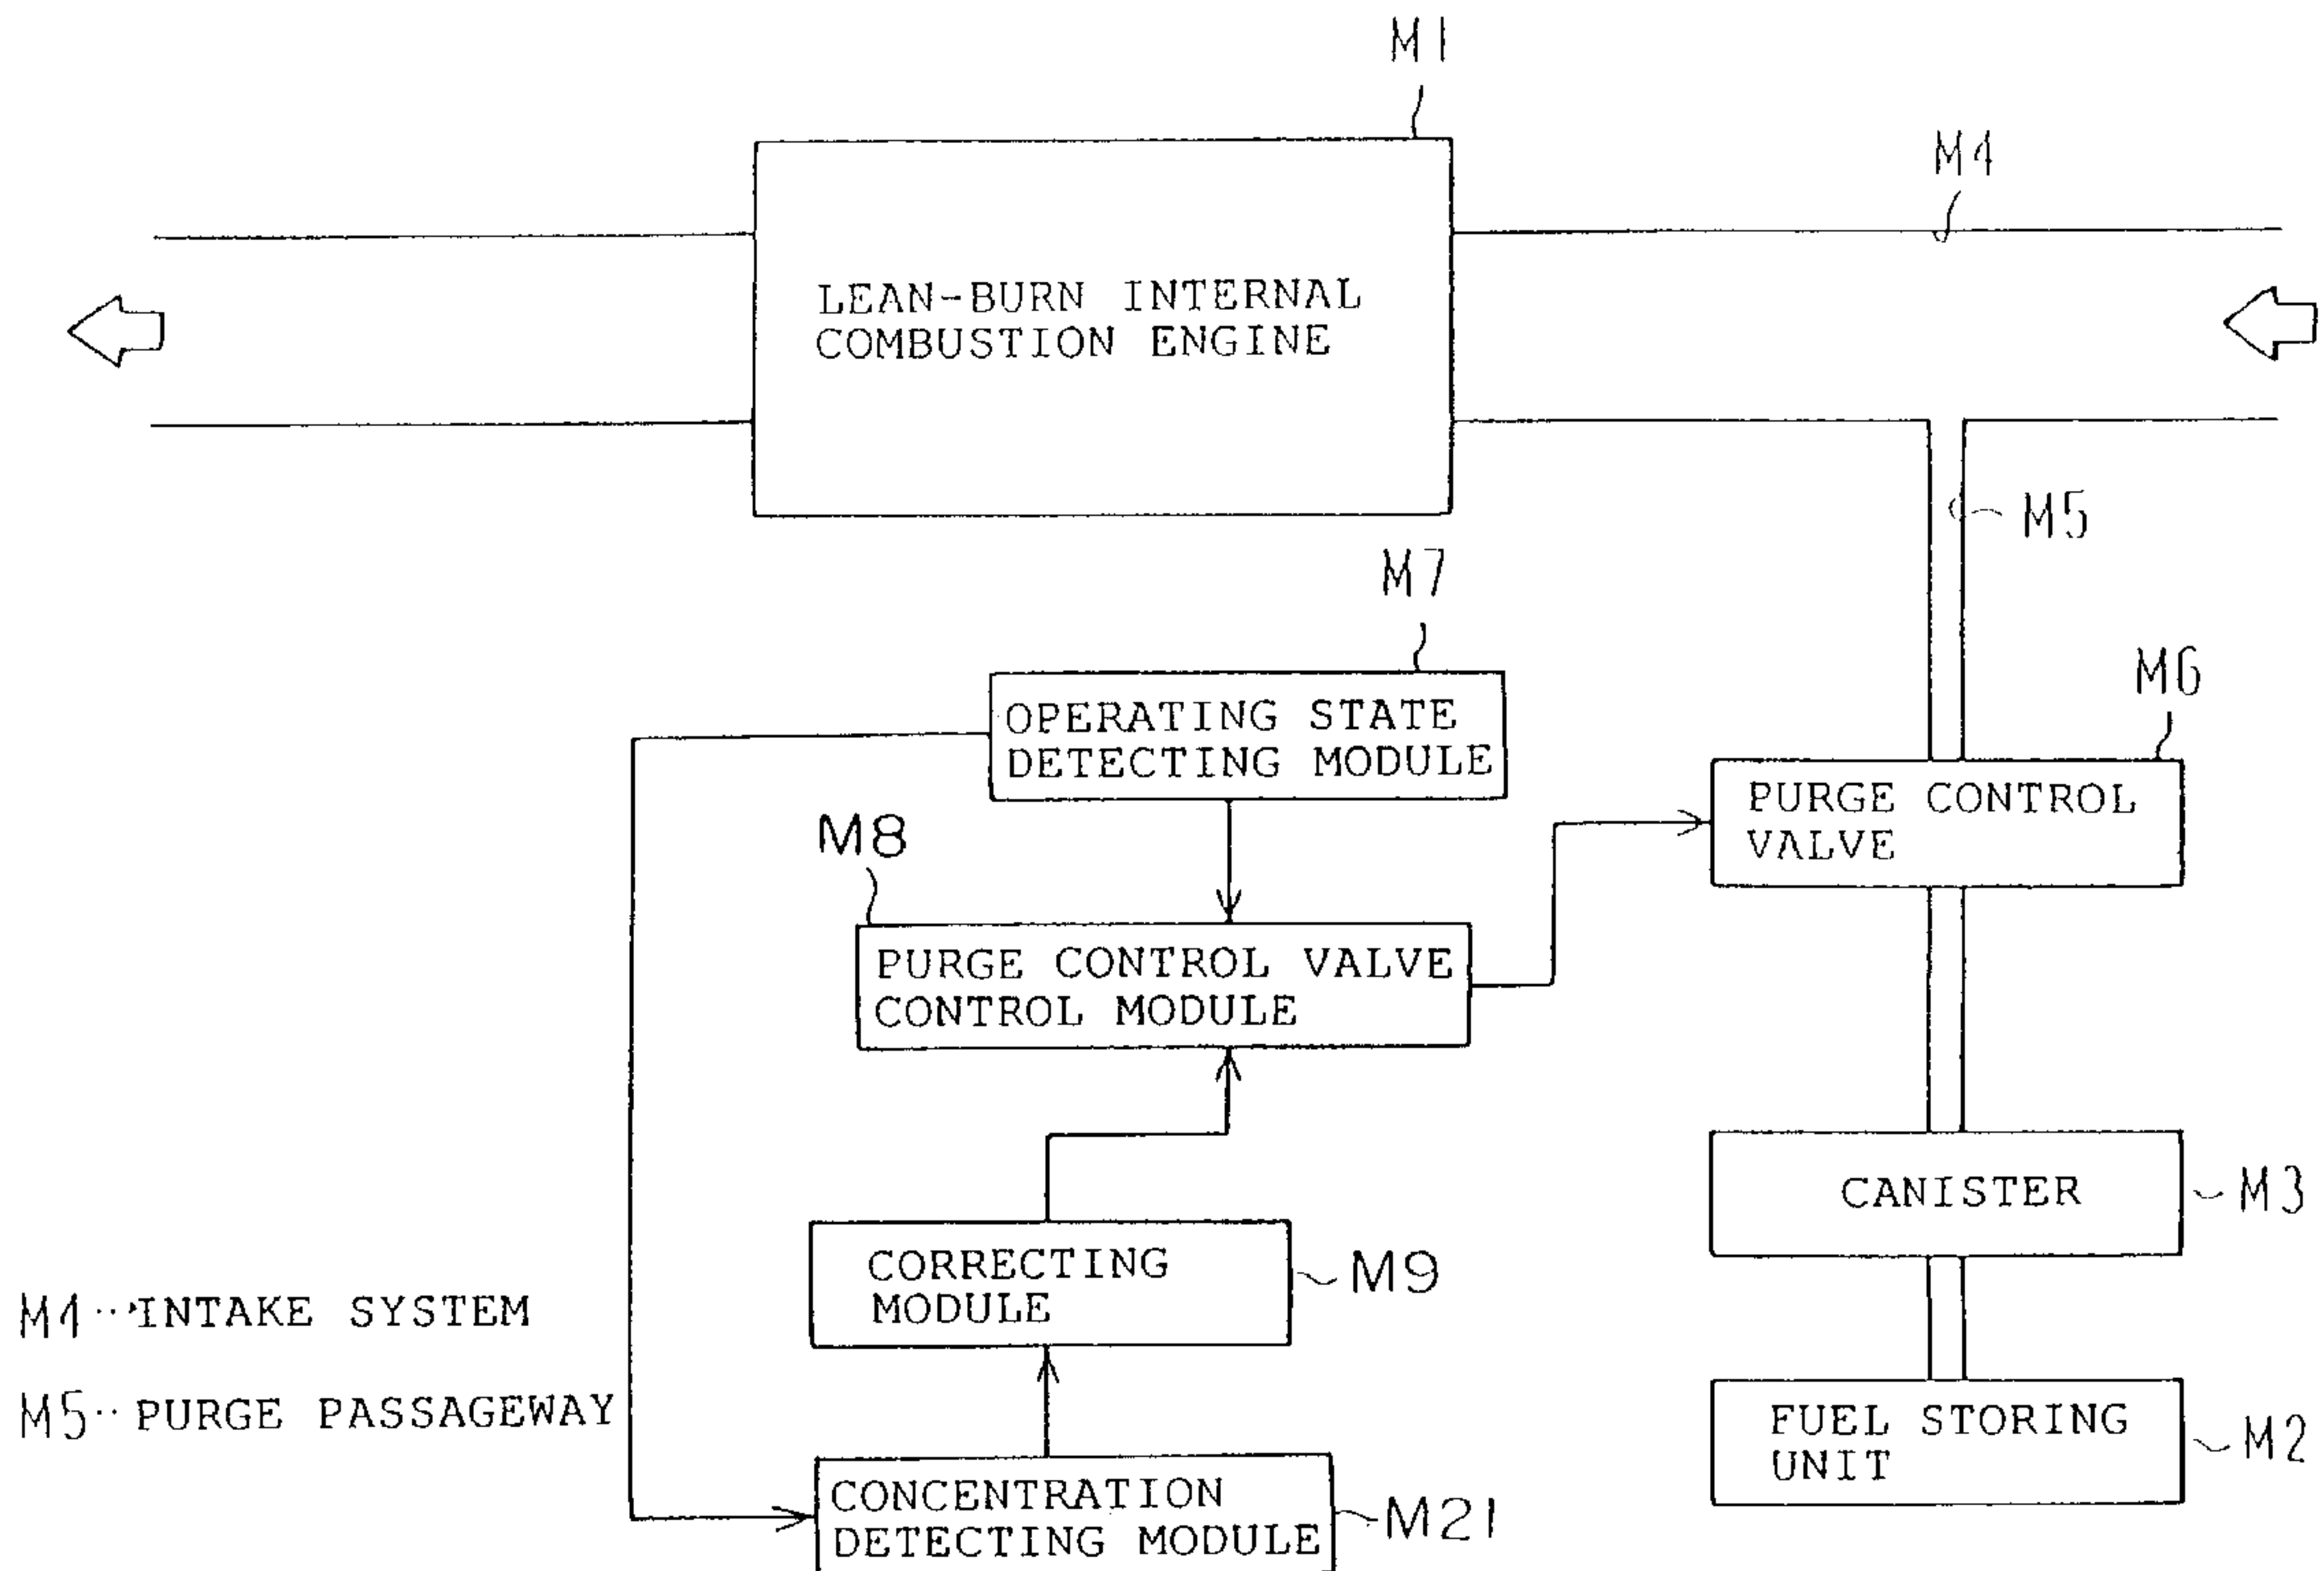 M1
M4
LEAN-BURN INTERNAL
COMBUSTION ENGINE
M5
M7
OPERATING STATE
DETECTING MODULE
M6
PURGE CONTROL
VALVE
M8
PURGE CONTROL VALVE
CONTROL MODULE
CANISTER
M3
CORRECTING
MODULE
M9
M4···INTAKE SYSTEM
M5·· PURGE PASSAGEWAY
FUEL STORING
UNIT
M2
CONCENTRATION
DETECTING MODULE
M21